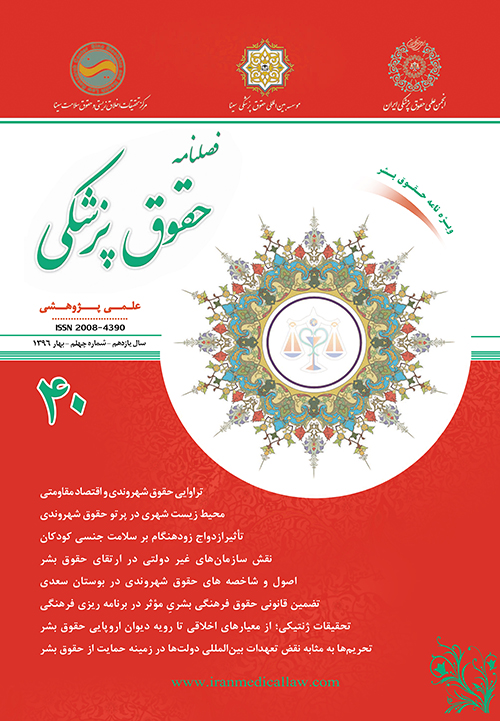 انجمن علمی حقوق پزشکی ایران
موسسه بین‌المللی حقوق پزشکی سینا
مرکز تحقیقات اخلاق زیستی و حقوق سلامت سینا
ویژه نامه حقوق بشر
فصلنامه
حقوق پزشکی
علمی پژوهشی
ISSN 2008-4390
سال یازدهم - شماره چهلم - بهار ۱۳۹۶
۴۰
تراوایی حقوق شهروندی و اقتصاد مقاومتی
محیط زیست شهری در پرتو حقوق شهروندی
تأثیر ازدواج زودهنگام بر سلامت جنسی کودکان
نقش سازمان‌های غیر دولتی در ارتقای حقوق بشر
اصول و شاخصه های حقوق شهروندی در بوستان سعدی
تضمین قانونی حقوق فرهنگی بشریِ مؤثر در برنامه ریزی فرهنگی
تحقیقات ژنتیکی؛ از معیارهای اخلاقی تا رویه دیوان اروپایی حقوق بشر
تحریم‌ها به مثابه نقض تعهدات بین‌المللی دولت‌ها در زمینه حمایت از حقوق بشر
www.iranmedicallaw.com